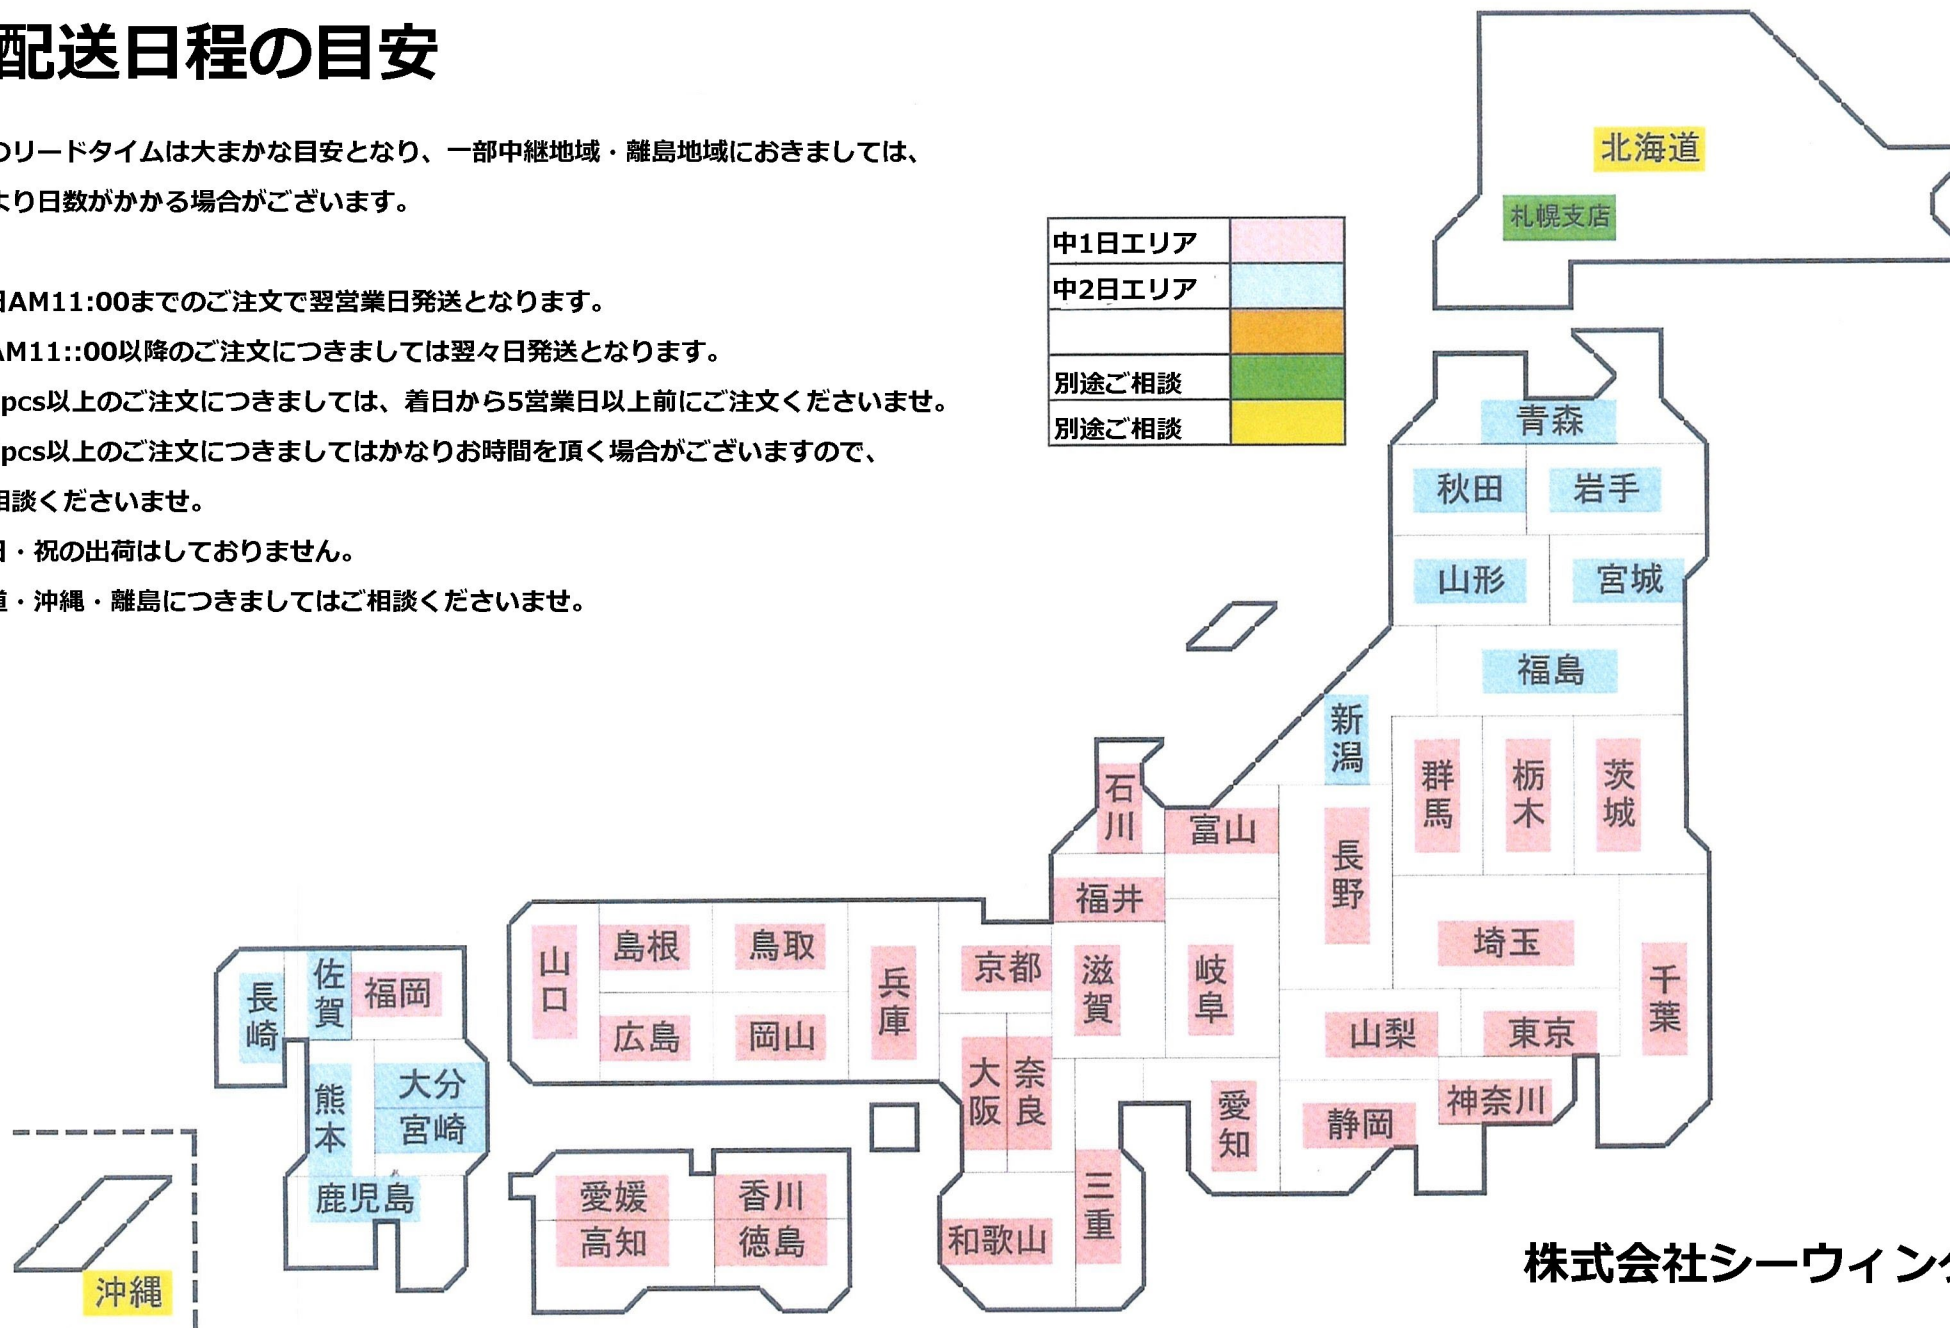 配送日程の目安
のリードタイムは大まかな目安となり、一部中継地域・離島地域におきましては、
より日数がかかる場合がございます。
日AM11:00までのご注文で翌営業日発送となります。
AM11::00以降のご注文につきましては翌々日発送となります。
pcs以上のご注文につきましては、着日から5営業日以上前にご注文くださいませ。
pcs以上のご注文につきましてはかなりお時間を頂く場合がございますので、
相談くださいませ。
日・祝の出荷はしておりません。
道・沖縄・離島につきましてはご相談くださいませ。
中1日エリア
中2日エリア
別途ご相談
別途ご相談
北海道
札幌支店
青森
秋田
岩手
山形
宮城
福島
新潟
群馬
栃木
茨城
石川
富山
長野
福井
埼玉
千葉
山口
島根
鳥取
兵庫
京都
滋賀
岐阜
広島
岡山
山梨
東京
大阪
奈良
愛知
静岡
神奈川
三重
和歌山
長崎
佐賀
福岡
熊本
大分
宮崎
鹿児島
愛媛
香川
高知
徳島
沖縄
株式会社シーウィング